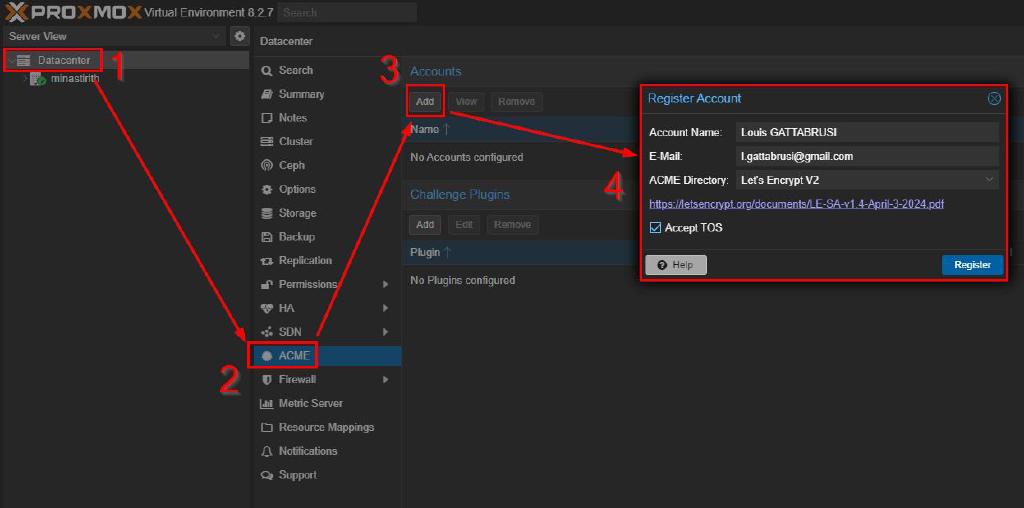 PROXMOX Virtual Environment 8.2.7 Search
Server View
Datacenter
minastirith
1
2
3
4
Datacenter
Search
Summary
Notes
Cluster
Ceph
Options
Storage
Backup
Replication
Permissions
HA
SDN
ACME
Firewall
Metric Server
Resource Mappings
Notifications
Support
Accounts
Add View Remove
Name ↑
No Accounts configured
Challenge Plugins
Add Edit Remove
Plugin ↑
No Plugins configured
Register Account
Account Name: Louis GATTABRUSI
E-Mail: l.gattabrusi@gmail.com
ACME Directory: Let's Encrypt V2
https://letsencrypt.org/documents/LE-SA-v1.4-April-3-2024.pdf
Accept TOS
Help Register